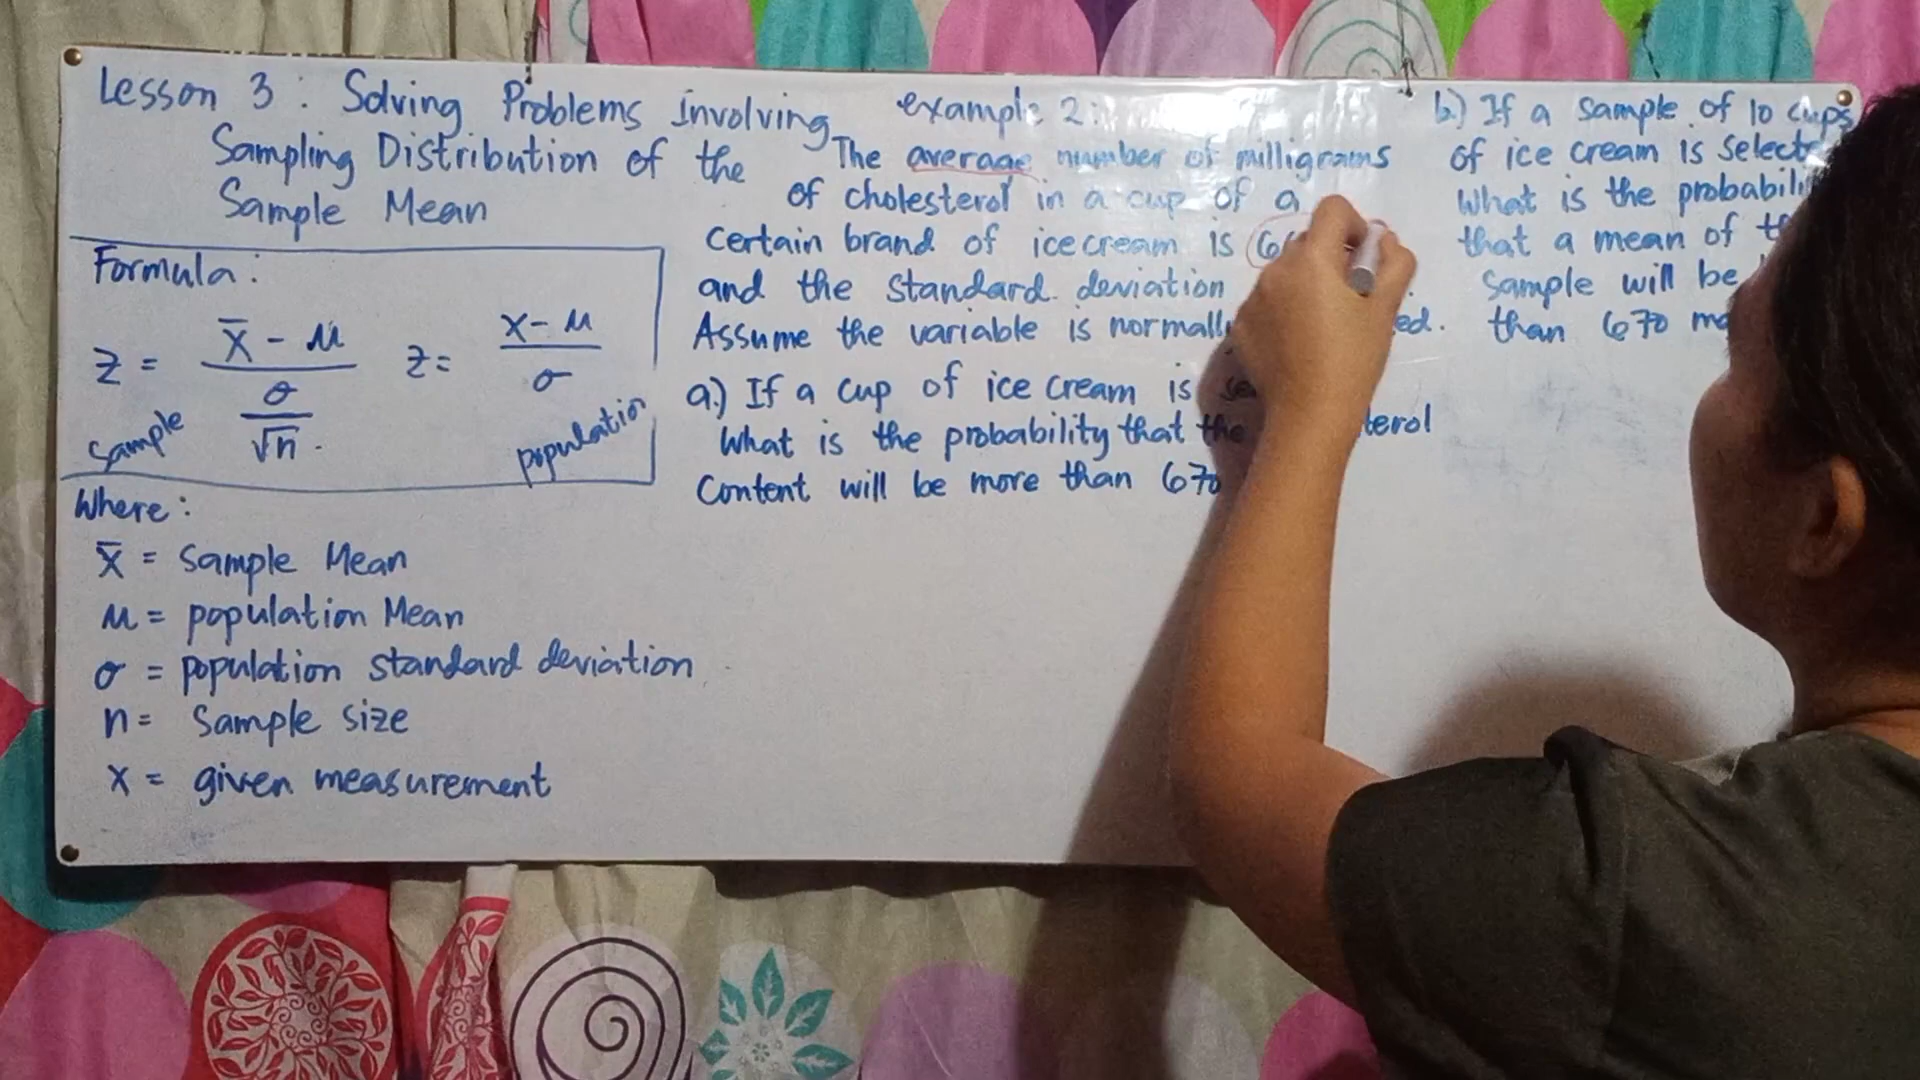 Lesson 3 : Solving Problems Involving
Sampling Distribution of the
Sample Mean
Formula :
z = x̄ - μ / σ / √n .
z = x - μ / σ
Sample
population
Where :
x̄ = Sample Mean
μ = population Mean
σ = population standard deviation
n = Sample size
x = given measurement
example 2 :
The average number of milligrams
of cholesterol in a cup of a
Certain brand of ice cream is
and the Standard deviation
Assume the variable is
a.) If a cup of ice cream is
What is the probability that the
Content will be more than 670
b.) If a sample of 10 cups
of ice cream is
What is the
that a mean of
Sample will be
than 670